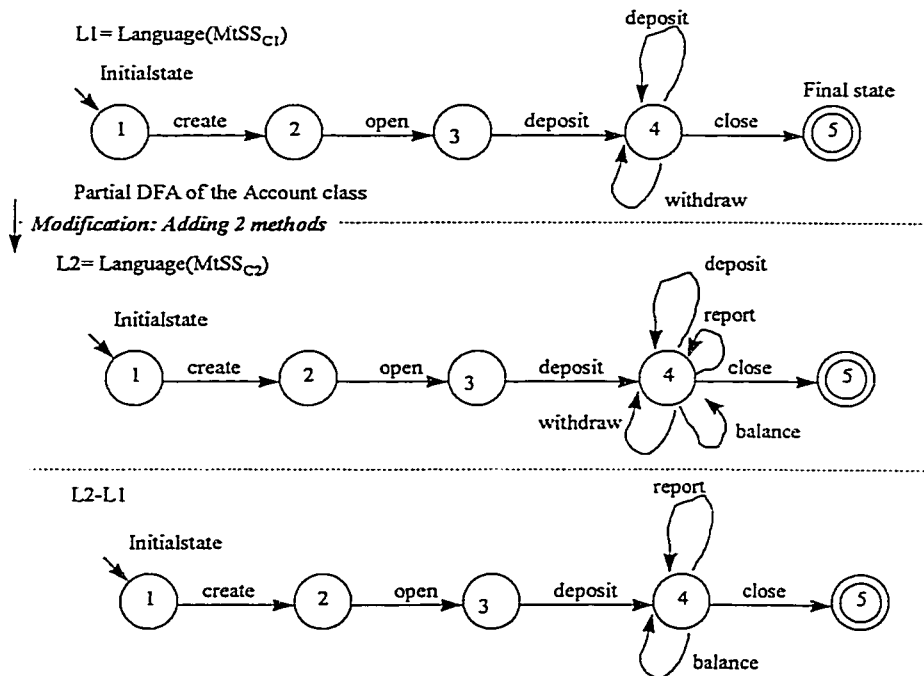 deposit
L1= Language(MtSSC1)
Initialstate
Final state
1 create 2 open 3 deposit 4 close 5
withdraw
Partial DFA of the Account class
Modification: Adding 2 methods
L2= Language(MtSSC2)
deposit
report
Initialstate
1 create 2 open 3 deposit 4 close 5
withdraw
balance
L2-L1
report
Initialstate
1 create 2 open 3 deposit 4 close 5
balance